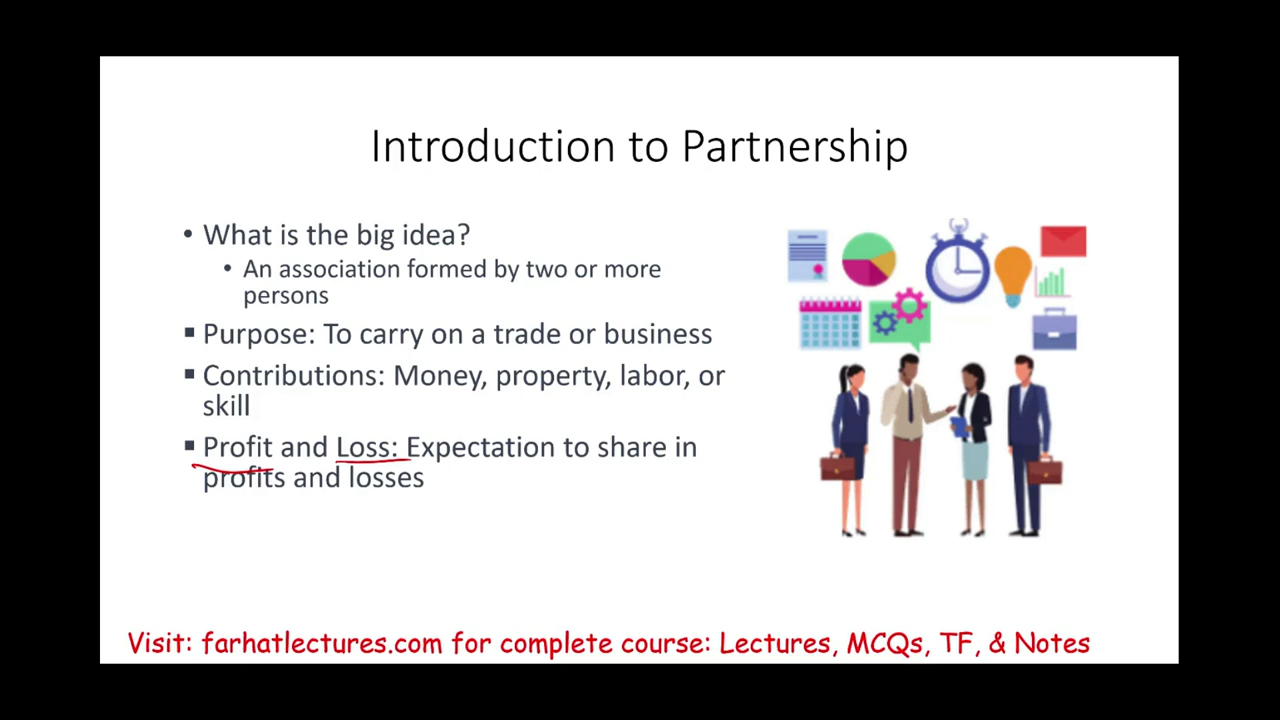 Introduction to Partnership
• What is the big idea?
• An association formed by two or more
persons
▪ Purpose: To carry on a trade or business
▪ Contributions: Money, property, labor, or
skill
▪ Profit and Loss: Expectation to share in
profits and losses
Visit: farhatlectures.com for complete course: Lectures, MCQs, TF, & Notes